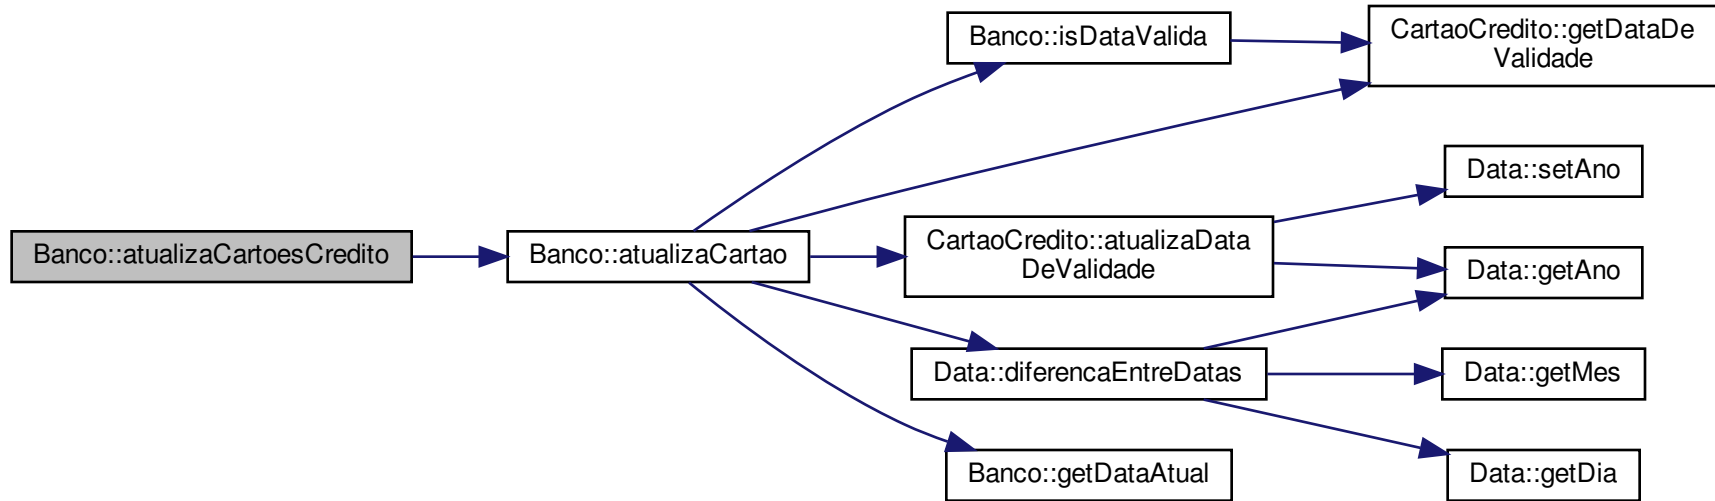 Banco::atualizaCartoesCredito
Banco::atualizaCartao
Banco::isDataValida
CartaoCredito::getDataDe
Validade
CartaoCredito::atualizaData
DeValidade
Data::diferencaEntreDatas
Banco::getDataAtual
Data::setAno
Data::getAno
Data::getMes
Data::getDia